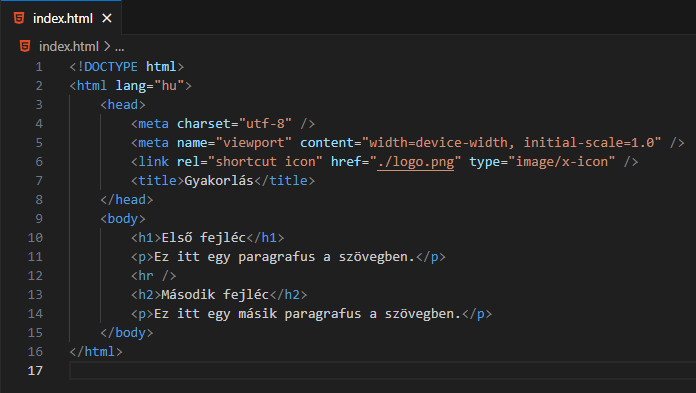 index.html ×
index.html > ...
1 <!DOCTYPE html>
2 <html lang="hu">
3     <head>
4         <meta charset="utf-8" />
5         <meta name="viewport" content="width=device-width, initial-scale=1.0" />
6         <link rel="shortcut icon" href="./logo.png" type="image/x-icon" />
7         <title>Gyakorlás</title>
8     </head>
9     <body>
10         <h1>Első fejléc</h1>
11         <p>Ez itt egy paragrafus a szövegben.</p>
12         <hr />
13         <h2>Második fejléc</h2>
14         <p>Ez itt egy másik paragrafus a szövegben.</p>
15     </body>
16 </html>
17